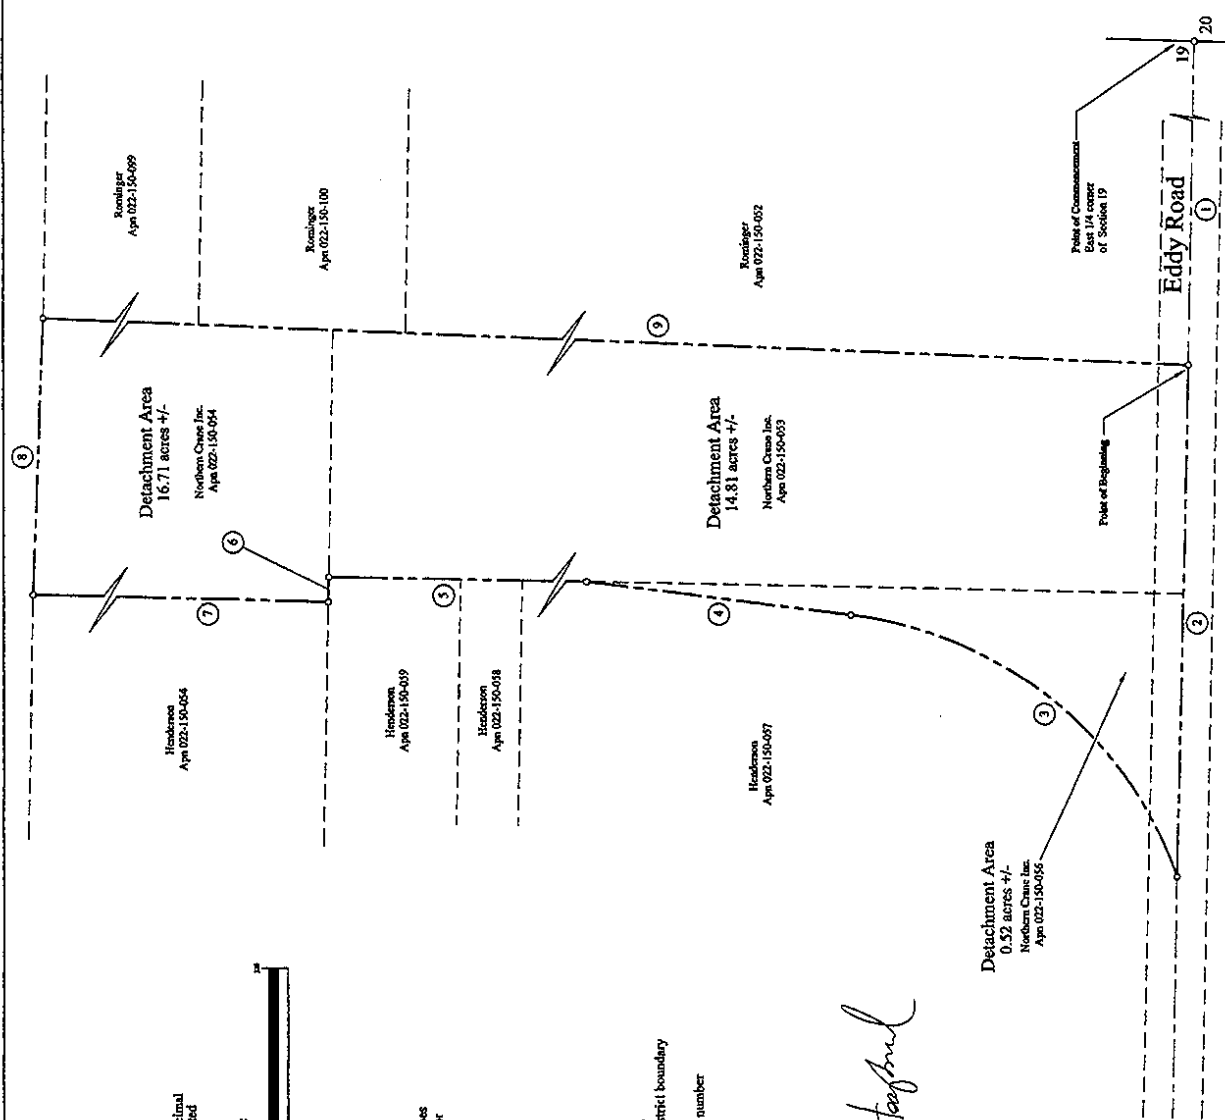 Rominger
Apn 022-150-099
Rominger
Apn 022-150-100
Rominger
Apn 022-150-052
Point of Commencement
East 1/4 corner
of Section 19
19
20
Eddy Road
1
9
8
Detachment Area
16.71 acres +/-
Northern Crane Inc.
Apn 022-150-054
Detachment Area
14.81 acres +/-
Northern Crane Inc.
Apn 022-150-053
Point of Beginning
6
7
5
4
2
3
Henderson
Apn 022-150-054
Henderson
Apn 022-150-059
Henderson
Apn 022-150-058
Henderson
Apn 022-150-057
Detachment Area
0.52 acres +/-
Northern Crane Inc.
Apn 022-150-056
strict boundary
number